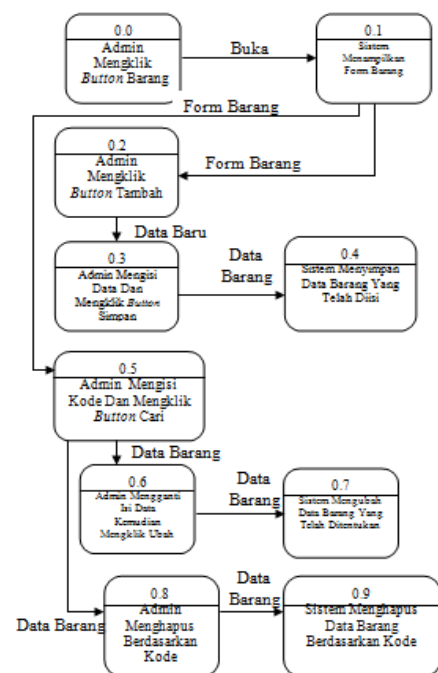 0.0
Admin
Mengklik
Button Barang
Buka
0.1
Sistem
Menampilkan
Form Barang
Form Barang
0.2
Admin
Mengklik
Button Tambah
Form Barang
Data Baru
0.3
Admin Mengisi
Data Dan
Mengklik Button
Simpan
Data
Barang
0.4
Sistem Menyimpan
Data Barang Yang
Telah Diisi
0.5
Admin Mengisi
Kode Dan Mengklik
Button Cari
Data Barang
0.6
Admin Mengganti
Isi Data
Kemudian
Mengklik Ubah
Data
Barang
0.7
Sistem Mengubah
Data Barang Yang
Telah Ditentukan
Data Barang
0.8
Admin
Menghapus
Berdasarkan
Kode
Data
Barang
0.9
Sistem Menghapus
Data Barang
Berdasarkan Kode